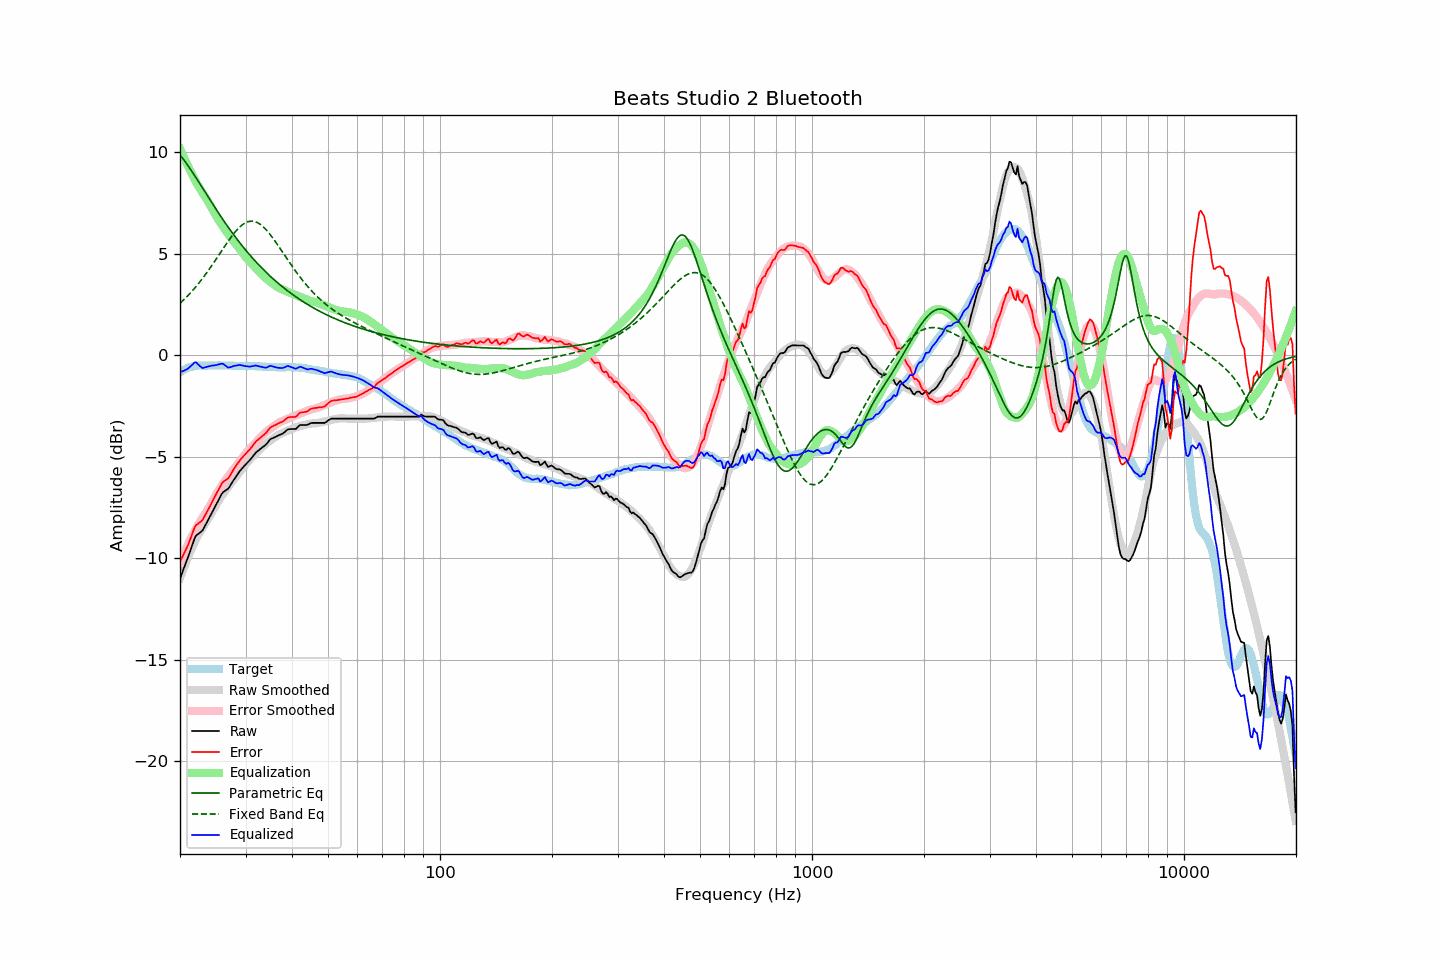 Beats Studio 2 Bluetooth
10
5
0
−5
−10
−15
−20
Amplitude (dBr)
Target
Raw Smoothed
Error Smoothed
Raw
Error
Equalization
Parametric Eq
Fixed Band Eq
Equalized
100 1000 10000
Frequency (Hz)